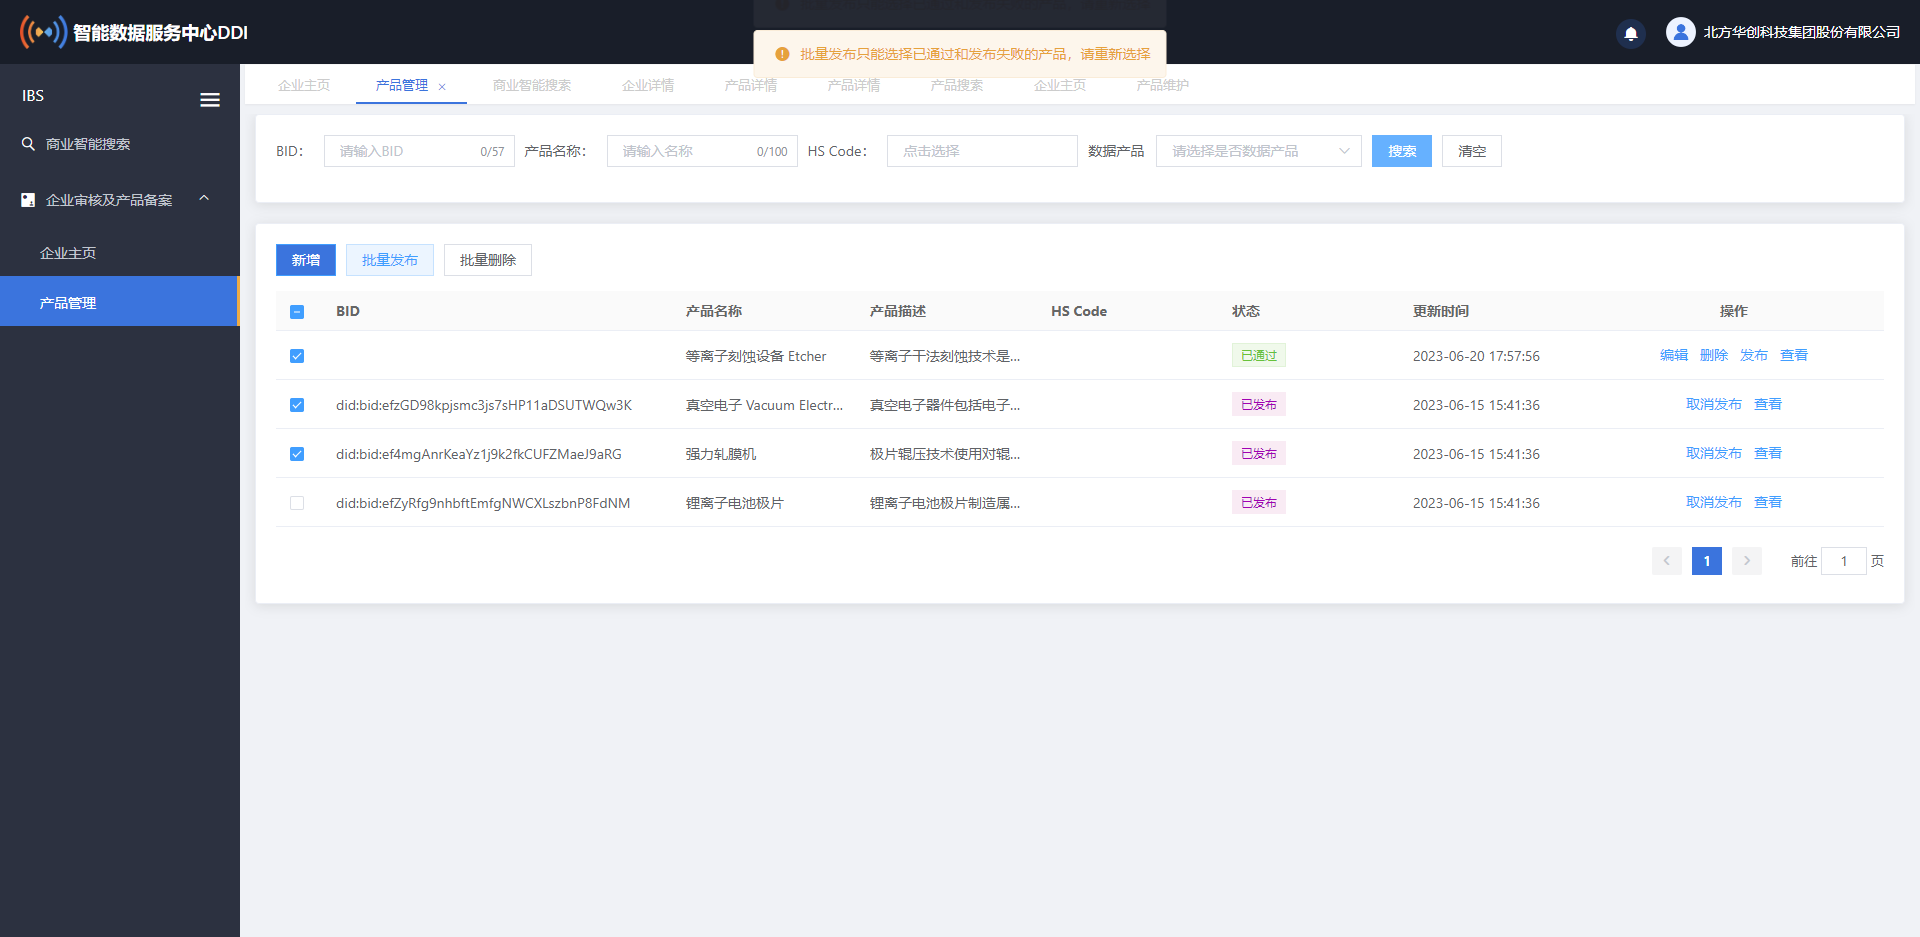 智能数据服务中心DDI
批量发布只能选择已通过和发布失败的产品，请重新选择
北方华创科技集团股份有限公司
IBS
企业主页 产品管理 × 商业智能搜索 企业详情 产品详情 产品详情 产品搜索 企业主页 产品维护
商业智能搜索
企业审核及产品备案
企业主页
产品管理
BID： 请输入BID 0/57 产品名称： 请输入名称 0/100 HS Code： 点击选择 数据产品 请选择是否数据产品 搜索 清空
新增 批量发布 批量删除
BID 产品名称 产品描述 HS Code 状态 更新时间 操作
等离子刻蚀设备 Etcher 等离子干法刻蚀技术是... 已通过 2023-06-20 17:57:56 编辑 删除 发布 查看
did:bid:efzGD98kpjsmc3js7sHP11aDSUTWQw3K 真空电子 Vacuum Electr... 真空电子器件包括电子... 已发布 2023-06-15 15:41:36 取消发布 查看
did:bid:ef4mgAnrKeaYz1j9k2fkCUFZMaeJ9aRG 强力轧膜机 极片辊压技术使用对辊... 已发布 2023-06-15 15:41:36 取消发布 查看
did:bid:efZyRfg9nhbftEmfgNWCXLszbnP8FdNM 锂离子电池极片 锂离子电池极片制造属... 已发布 2023-06-15 15:41:36 取消发布 查看
1 前往 1 页